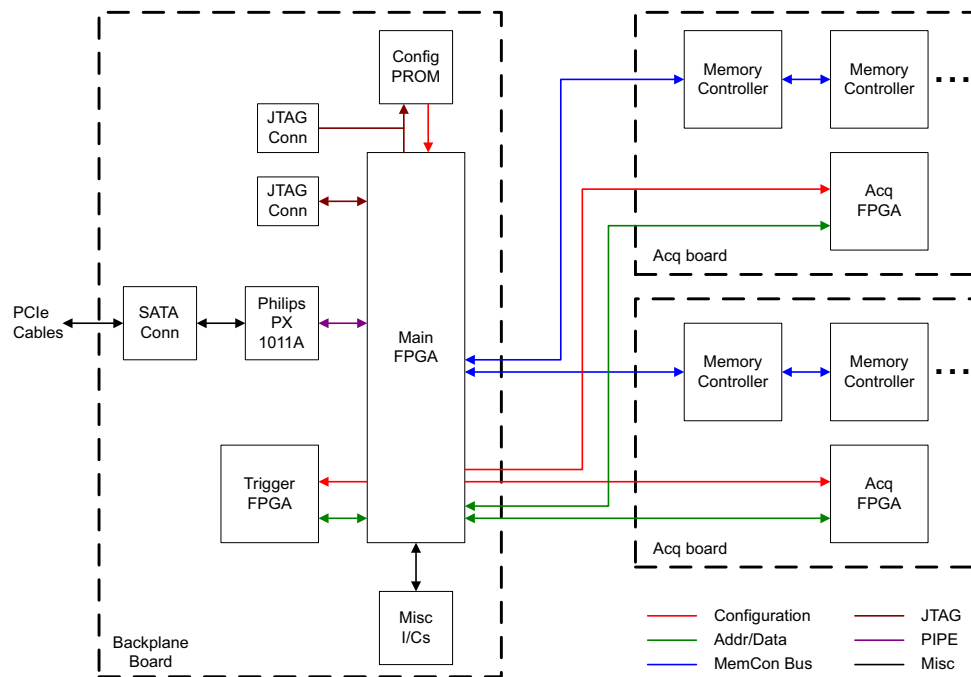 Config
PROM
JTAG
Conn
JTAG
Conn
PCIe
Cables
SATA
Conn
Philips
PX
1011A
Main
FPGA
Trigger
FPGA
Misc
I/Cs
Backplane
Board
Memory
Controller
Memory
Controller
...
Acq
FPGA
Acq board
Memory
Controller
Memory
Controller
...
Acq
FPGA
Acq board
Configuration
Addr/Data
MemCon Bus
JTAG
PIPE
Misc